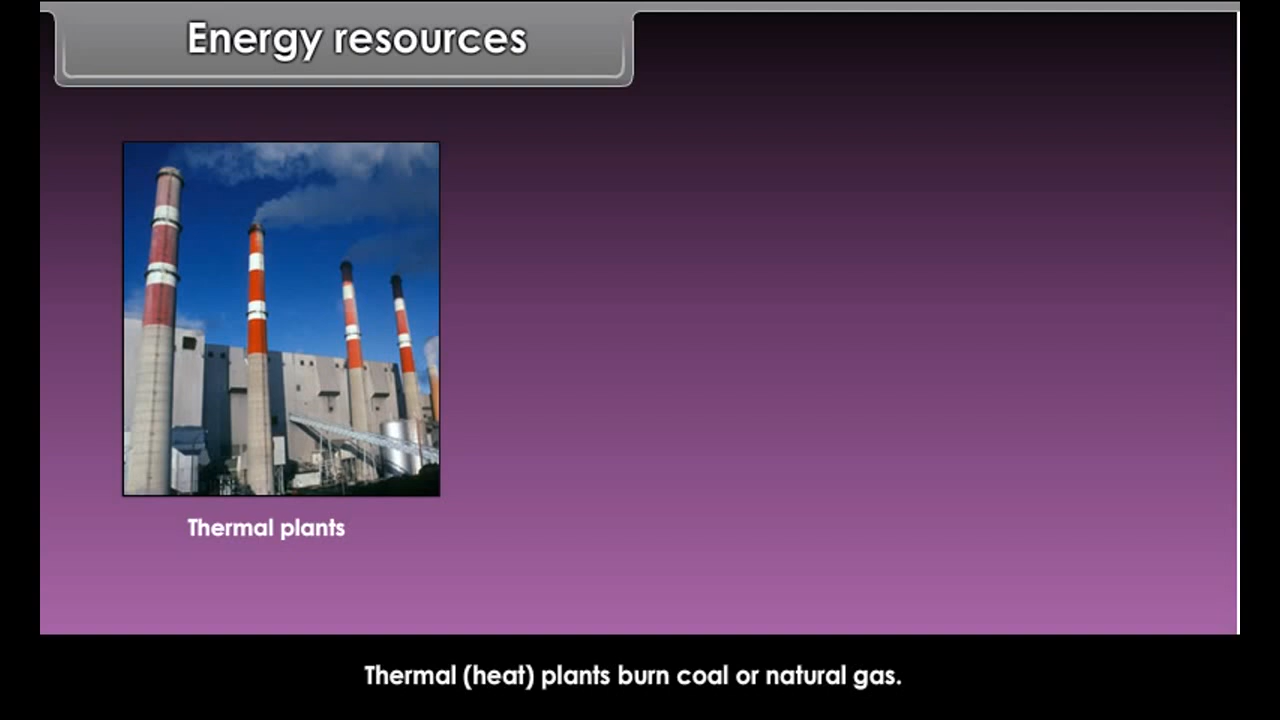 Energy resources
Thermal plants
Thermal (heat) plants burn coal or natural gas.